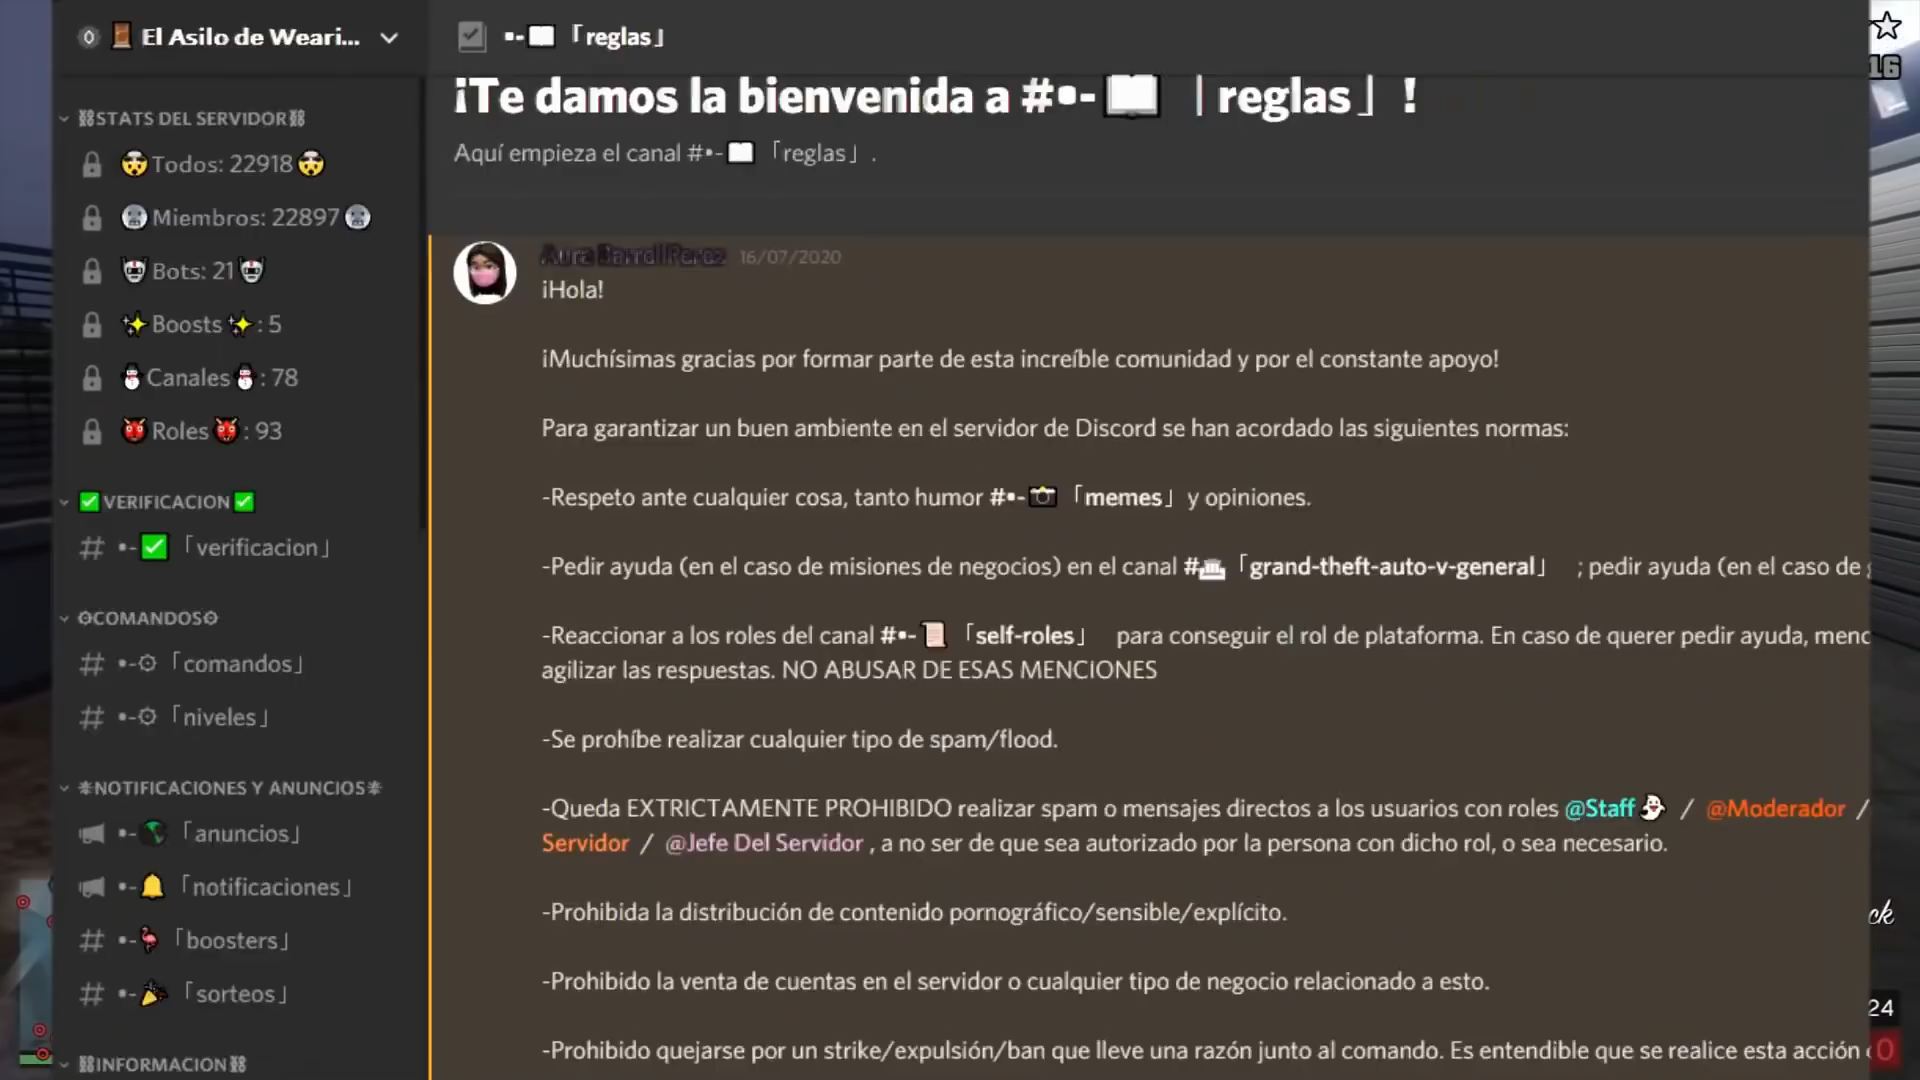 El Asilo de Weari...
STATS DEL SERVIDOR
Todos: 22918
Miembros: 22897
Bots: 21
Boosts : 5
Canales : 78
Roles : 93
VERIFICACION
# •- 「verificacion」
COMANDOS
# •- 「comandos」
# •- 「niveles」
NOTIFICACIONES Y ANUNCIOS
•- 「anuncios」
•- 「notificaciones」
# •- 「boosters」
# •- 「sorteos」
INFORMACION
•- 「reglas」
¡Te damos la bienvenida a #•- 「reglas」 !
Aquí empieza el canal #•- 「reglas」 .
16/07/2020
¡Hola!
¡Muchísimas gracias por formar parte de esta increíble comunidad y por el constante apoyo!
Para garantizar un buen ambiente en el servidor de Discord se han acordado las siguientes normas:
-Respeto ante cualquier cosa, tanto humor #•- 「memes」 y opiniones.
-Pedir ayuda (en el caso de misiones de negocios) en el canal # 「grand-theft-auto-v-general」 ; pedir ayuda (en el caso de
-Reaccionar a los roles del canal #•- 「self-roles」 para conseguir el rol de plataforma. En caso de querer pedir ayuda, menc
agilizar las respuestas. NO ABUSAR DE ESAS MENCIONES
-Se prohíbe realizar cualquier tipo de spam/flood.
-Queda EXTRICTAMENTE PROHIBIDO realizar spam o mensajes directos a los usuarios con roles @Staff / @Moderador /
Servidor / @Jefe Del Servidor , a no ser de que sea autorizado por la persona con dicho rol, o sea necesario.
-Prohibida la distribución de contenido pornográfico/sensible/explícito.
-Prohibido la venta de cuentas en el servidor o cualquier tipo de negocio relacionado a esto.
-Prohibido quejarse por un strike/expulsión/ban que lleve una razón junto al comando. Es entendible que se realice esta acción
16
ck
24
0